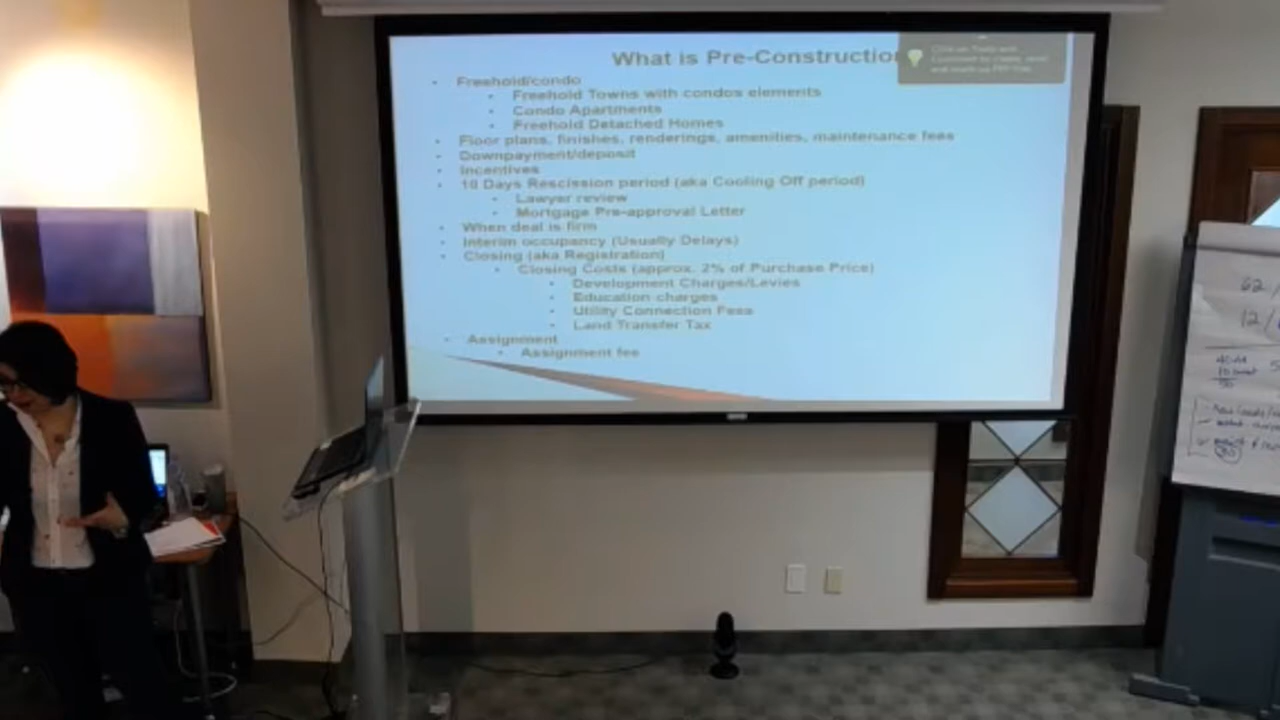 What is Pre-Construction
Freehold/condo
Freehold Towns with condos elements
Condo Apartments
Freehold Detached Homes
Floor plans, finishes, renderings, amenities, maintenance fees
Downpayment/deposit
Incentives
10 Days Rescission period (aka Cooling Off period)
Lawyer review
Mortgage Pre-approval Letter
When deal is firm
Interim occupancy (Usually Delays)
Closing (aka Registration)
Closing Costs (approx. 2% of Purchase Price)
Development Charges/Levies
Education charges
Utility Connection Fees
Land Transfer Tax
Assignment
Assignment fee
62
12